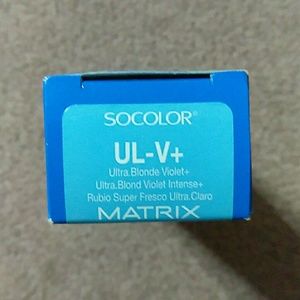 SOCOLOR®
UL-V+
Ultra.Blonde Violet+
Ultra.Blond Violet Intense+
Rubio Super Fresco Ultra.Claro
MATRIX